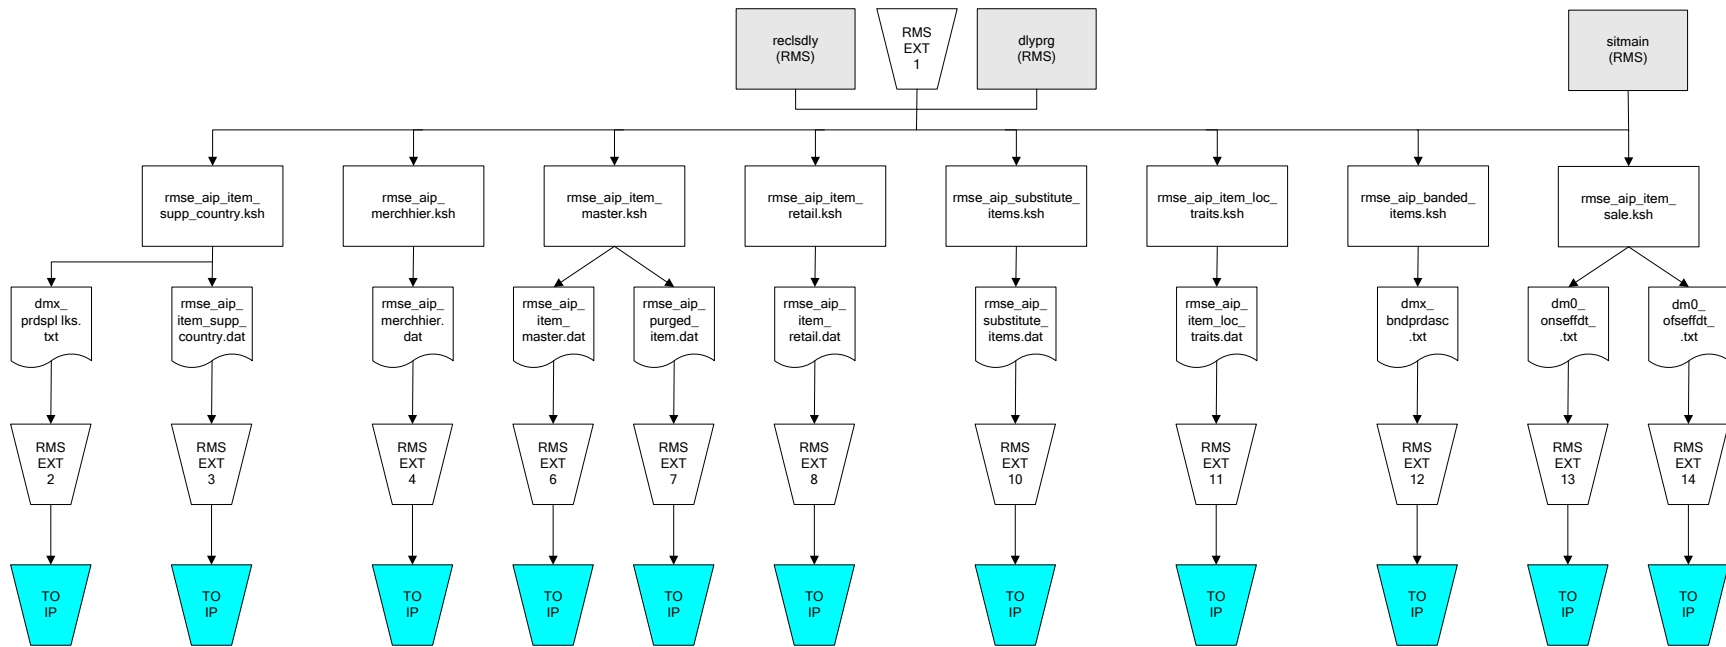 reclsdly
(RMS)
RMS
EXT
1
dlyprg
(RMS)
sitmain
(RMS)
rmse_aip_item_
supp_country.ksh
rmse_aip_
merchhier.ksh
rmse_aip_item_
master.ksh
rmse_aip_item_
retail.ksh
rmse_aip_substitute_
items.ksh
rmse_aip_item_loc_
traits.ksh
rmse_aip_banded_
items.ksh
rmse_aip_item_
sale.ksh
dmx_
prdspl lks.
txt
rmse_aip_
item_supp_
country.dat
rmse_aip_
merchhier.
dat
rmse_aip_
item_
master.dat
rmse_aip_
purged_
item.dat
rmse_aip_
item_
retail.dat
rmse_aip_
substitute_
items.dat
rmse_aip_
item_loc_
traits.dat
dmx_
bndprdasc
.txt
dm0_
onseffdt_
.txt
dm0_
ofseffdt_
.txt
RMS
EXT
2
RMS
EXT
3
RMS
EXT
4
RMS
EXT
6
RMS
EXT
7
RMS
EXT
8
RMS
EXT
10
RMS
EXT
11
RMS
EXT
12
RMS
EXT
13
RMS
EXT
14
TO
IP
TO
IP
TO
IP
TO
IP
TO
IP
TO
IP
TO
IP
TO
IP
TO
IP
TO
IP
TO
IP